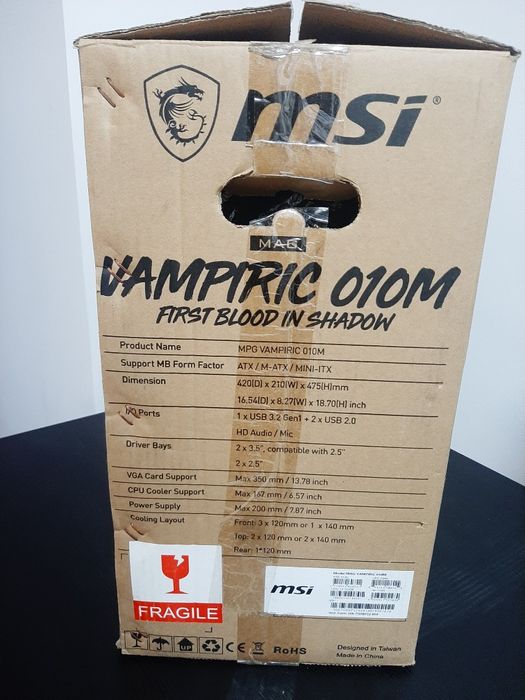 msi
MAG
VAMPIRIC 010M
FIRST BLOOD IN SHADOW
Product Name MPG VAMPIRIC 010M
Support MB Form Factor ATX / M-ATX / MINI-ITX
Dimension 420(D) x 210(W) x 475(H)mm
16.54(D) x 8.27(W) x 18.70(H) inch
I/O Ports 1 x USB 3.2 Gen1 + 2 x USB 2.0
HD Audio / Mic
Driver Bays 2 x 3.5", compatible with 2.5"
2 x 2.5"
VGA Card Support Max 350 mm / 13.78 inch
CPU Cooler Support Max 167 mm / 6.57 inch
Power Supply Max 200 mm / 7.87 inch
Cooling Layout Front: 3 x 120mm or 1 x 140 mm
Top: 2 x 120 mm or 2 x 140 mm
Rear: 1*120 mm
FRAGILE
msi
UP
CE
RoHS
Designed in Taiwan
Made in China